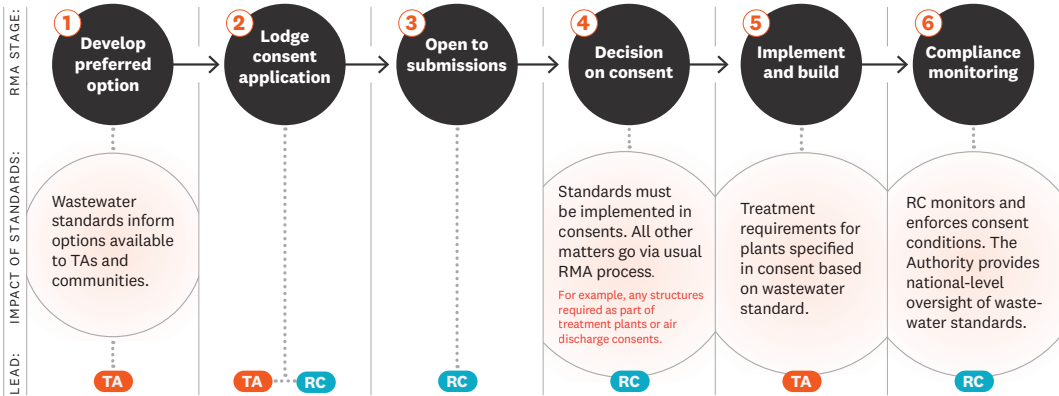 RMA STAGE:
1
Develop
preferred
option
2
Lodge
consent
application
3
Open to
submissions
4
Decision
on consent
5
Implement
and build
6
Compliance
monitoring
IMPACT OF STANDARDS:
Wastewater
standards inform
options available
to TAs and
communities.
Standards must
be implemented in
consents. All other
matters go via usual
RMA process.
For example, any structures
required as part of
treatment plants or air
discharge consents.
Treatment
requirements for
plants specified
in consent based
on wastewater
standard.
RC monitors and
enforces consent
conditions. The
Authority provides
national-level
oversight of waste-
water standards.
LEAD:
TA
TA
RC
RC
RC
TA
RC